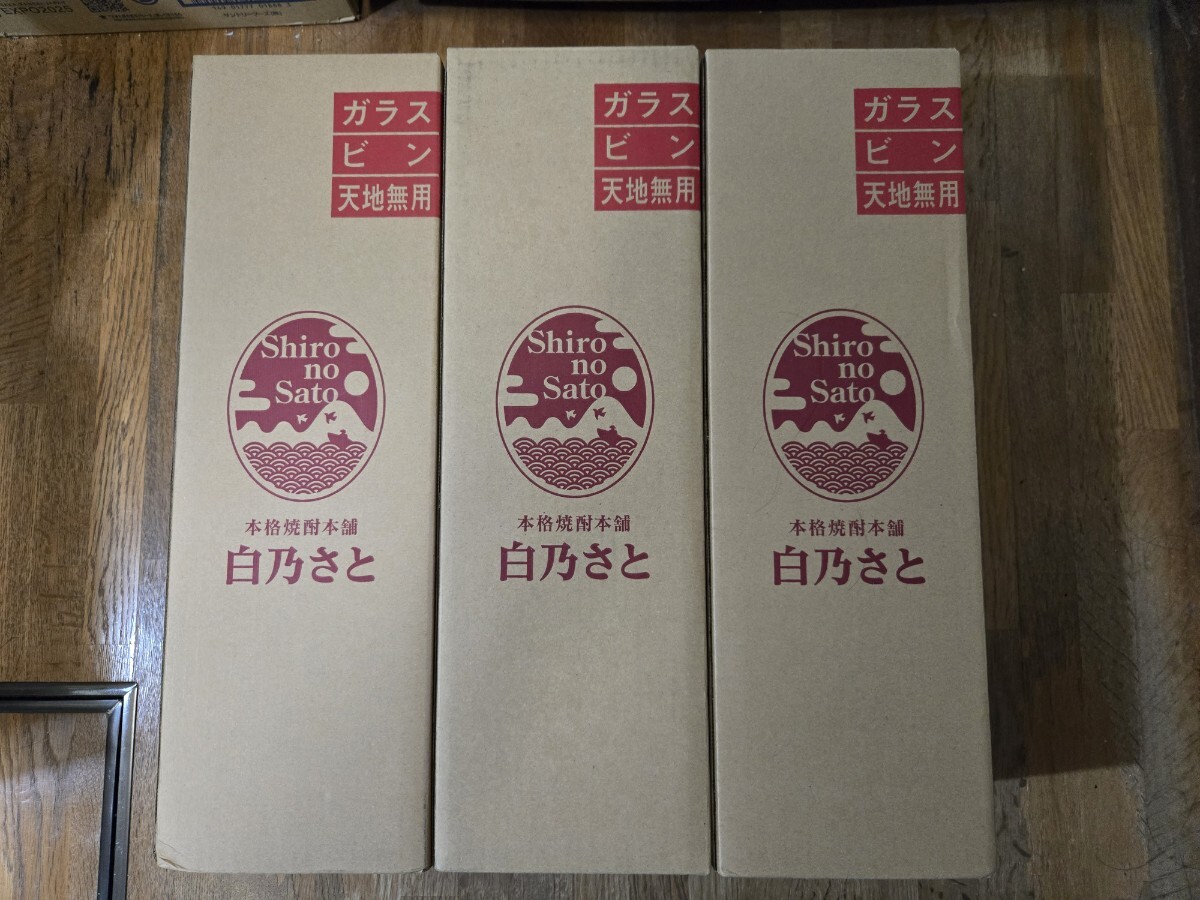 EXPO2025
ガラス
ビン
天地無用
Shiro
no
Sato
本格焼酎本舗
白乃さと
ガラス
ビン
天地無用
Shiro
no
Sato
本格焼酎本舗
白乃さと
ガラス
ビン
天地無用
Shiro
no
Sato
本格焼酎本舗
白乃さと